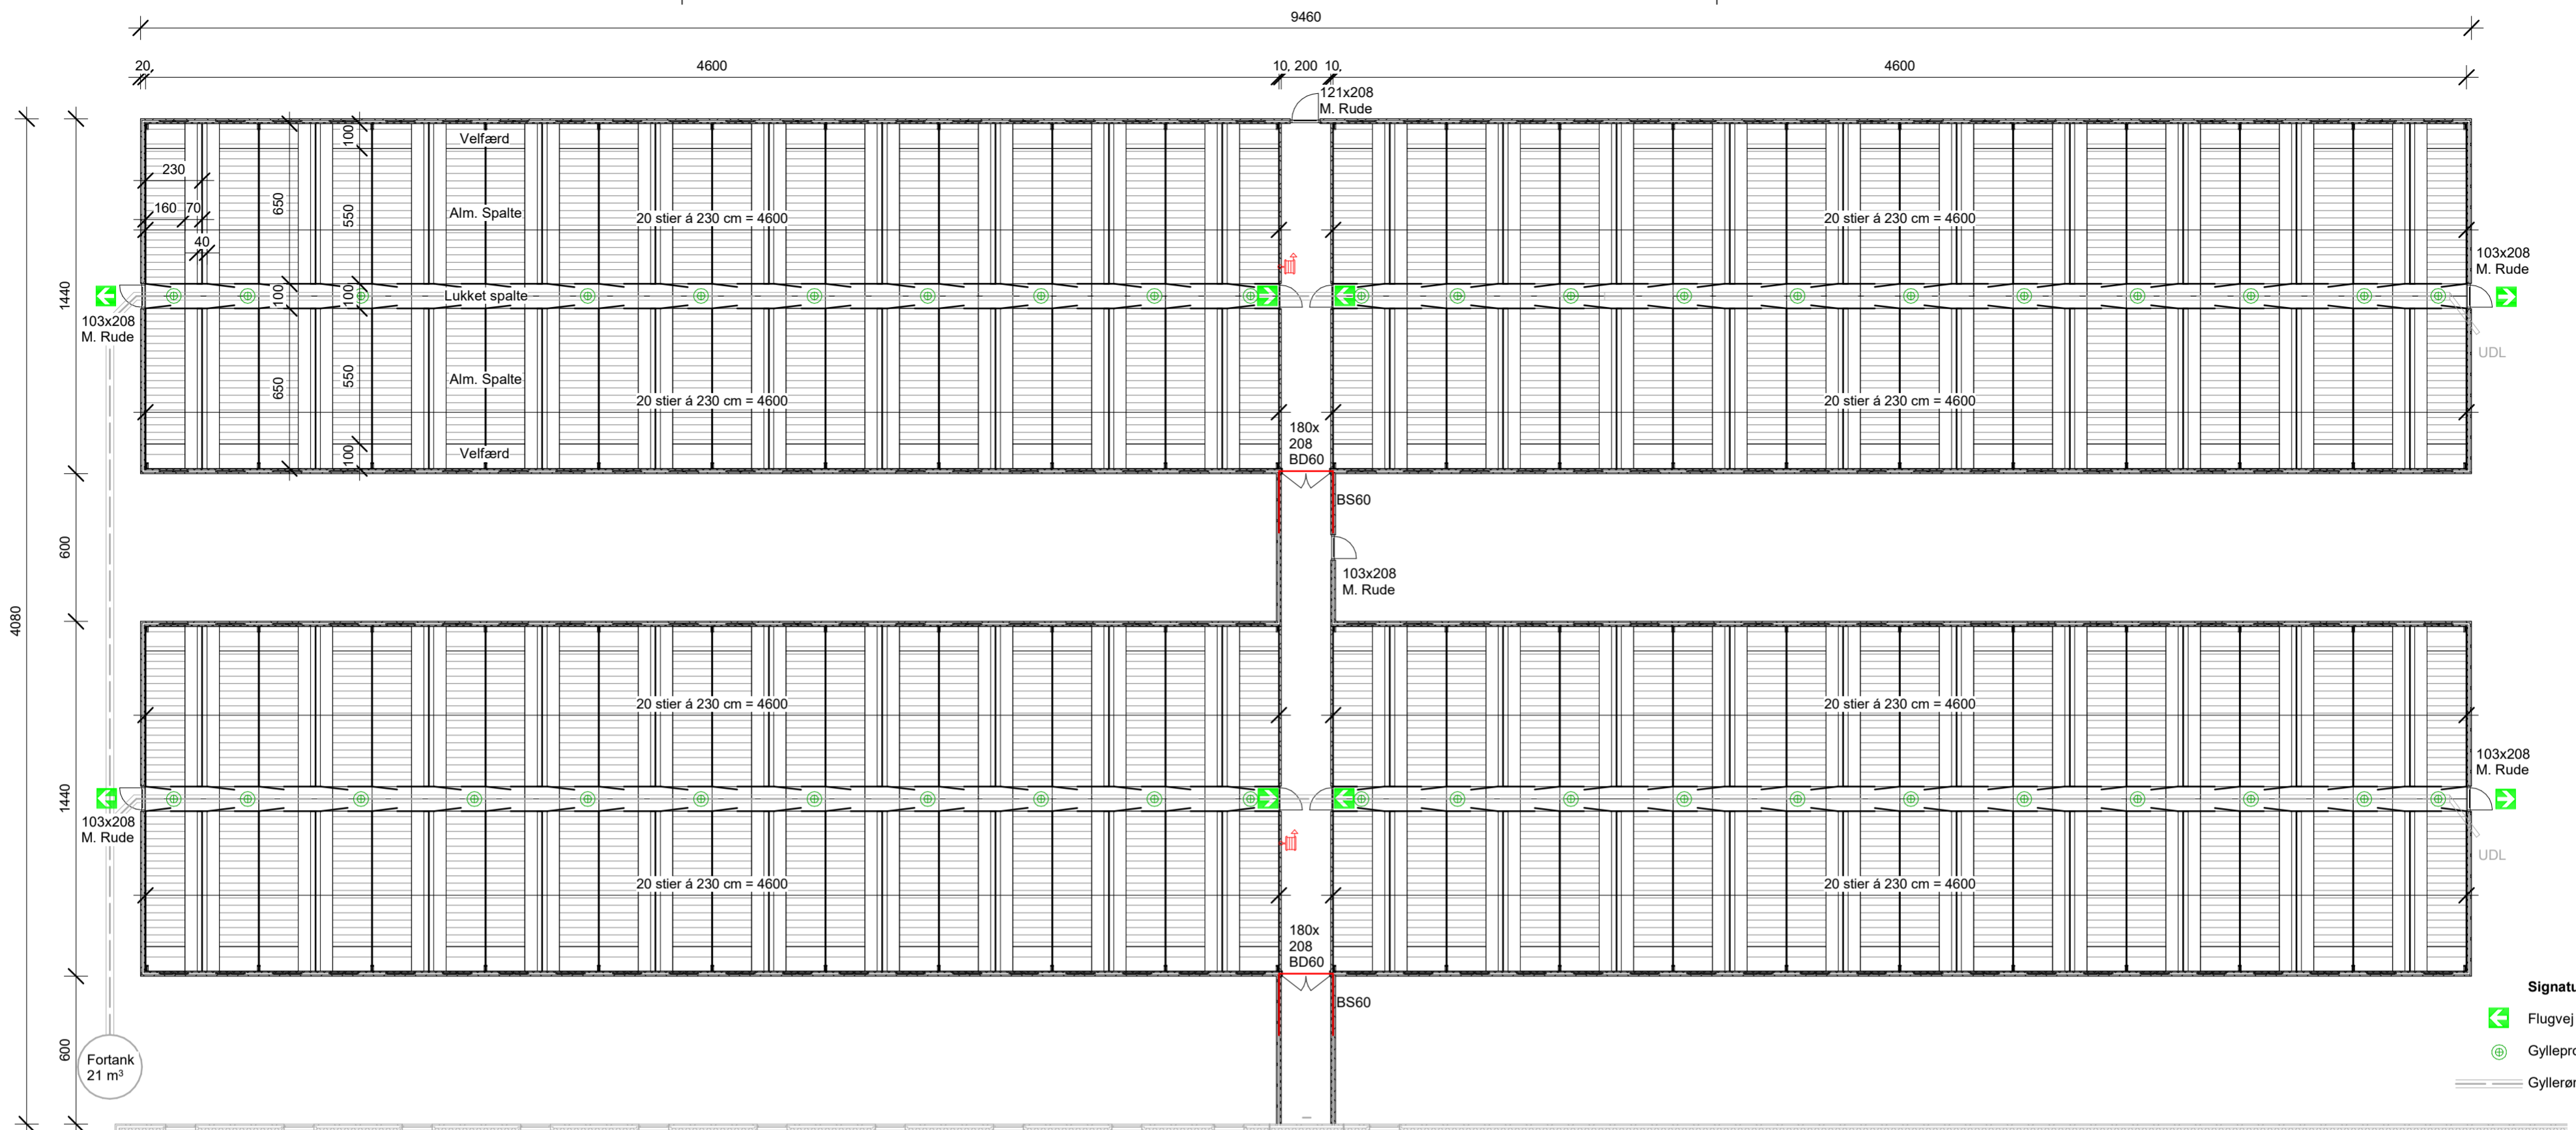 9460
20, 4600 10, 200 10, 4600
121x208
M. Rude
100
Velfærd
230
160 70
650
550
Alm. Spalte
20 stier á 230 cm = 4600
20 stier á 230 cm = 4600
40
103x208
M. Rude
1440
100
100
Lukket spalte
103x208
M. Rude
UDL
650
550
Alm. Spalte
20 stier á 230 cm = 4600
20 stier á 230 cm = 4600
180x
208
BD60
100
Velfærd
BS60
600
103x208
M. Rude
4080
20 stier á 230 cm = 4600
20 stier á 230 cm = 4600
103x208
M. Rude
1440
103x208
M. Rude
UDL
20 stier á 230 cm = 4600
20 stier á 230 cm = 4600
180x
208
BD60
BS60
Signatu
Flugvej
600
Fortank
21 m³
Gyllepro
Gyllerør